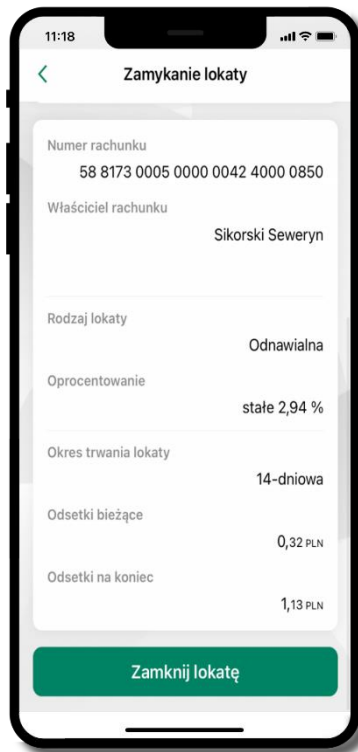 11:18
Zamykanie lokaty
Numer rachunku
58 8173 0005 0000 0042 4000 0850
Właściciel rachunku
Sikorski Seweryn
Rodzaj lokaty
Odnawialna
Oprocentowanie
stałe 2,94 %
Okres trwania lokaty
14-dniowa
Odsetki bieżące
0,32 PLN
Odsetki na koniec
1,13 PLN
Zamknij lokatę